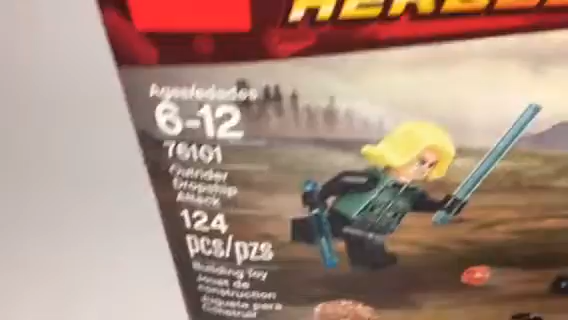 HEROES
Ages/edades
6-12
76101
Outrider
Dropship
Attack
124
pcs/pzs
Building Toy
Jouet de
construction
Juguete para
Construir